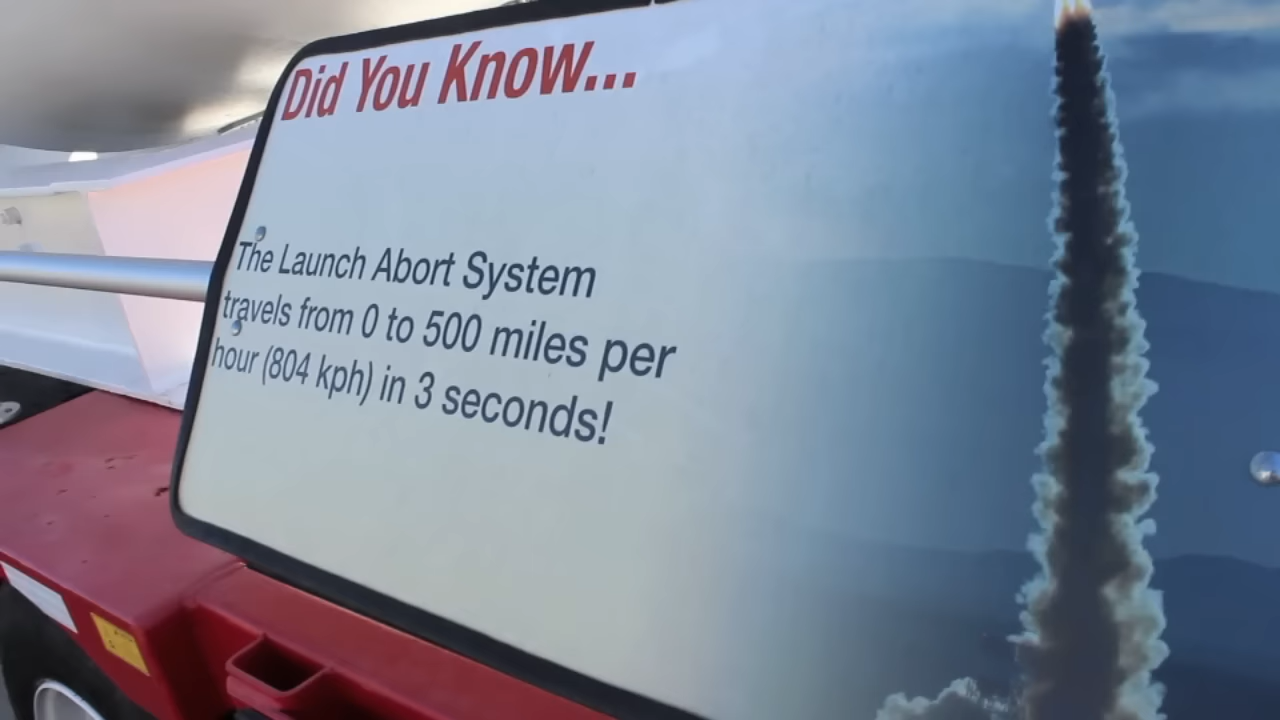 Did You Know...
The Launch Abort System
travels from 0 to 500 miles per
hour (804 kph) in 3 seconds!